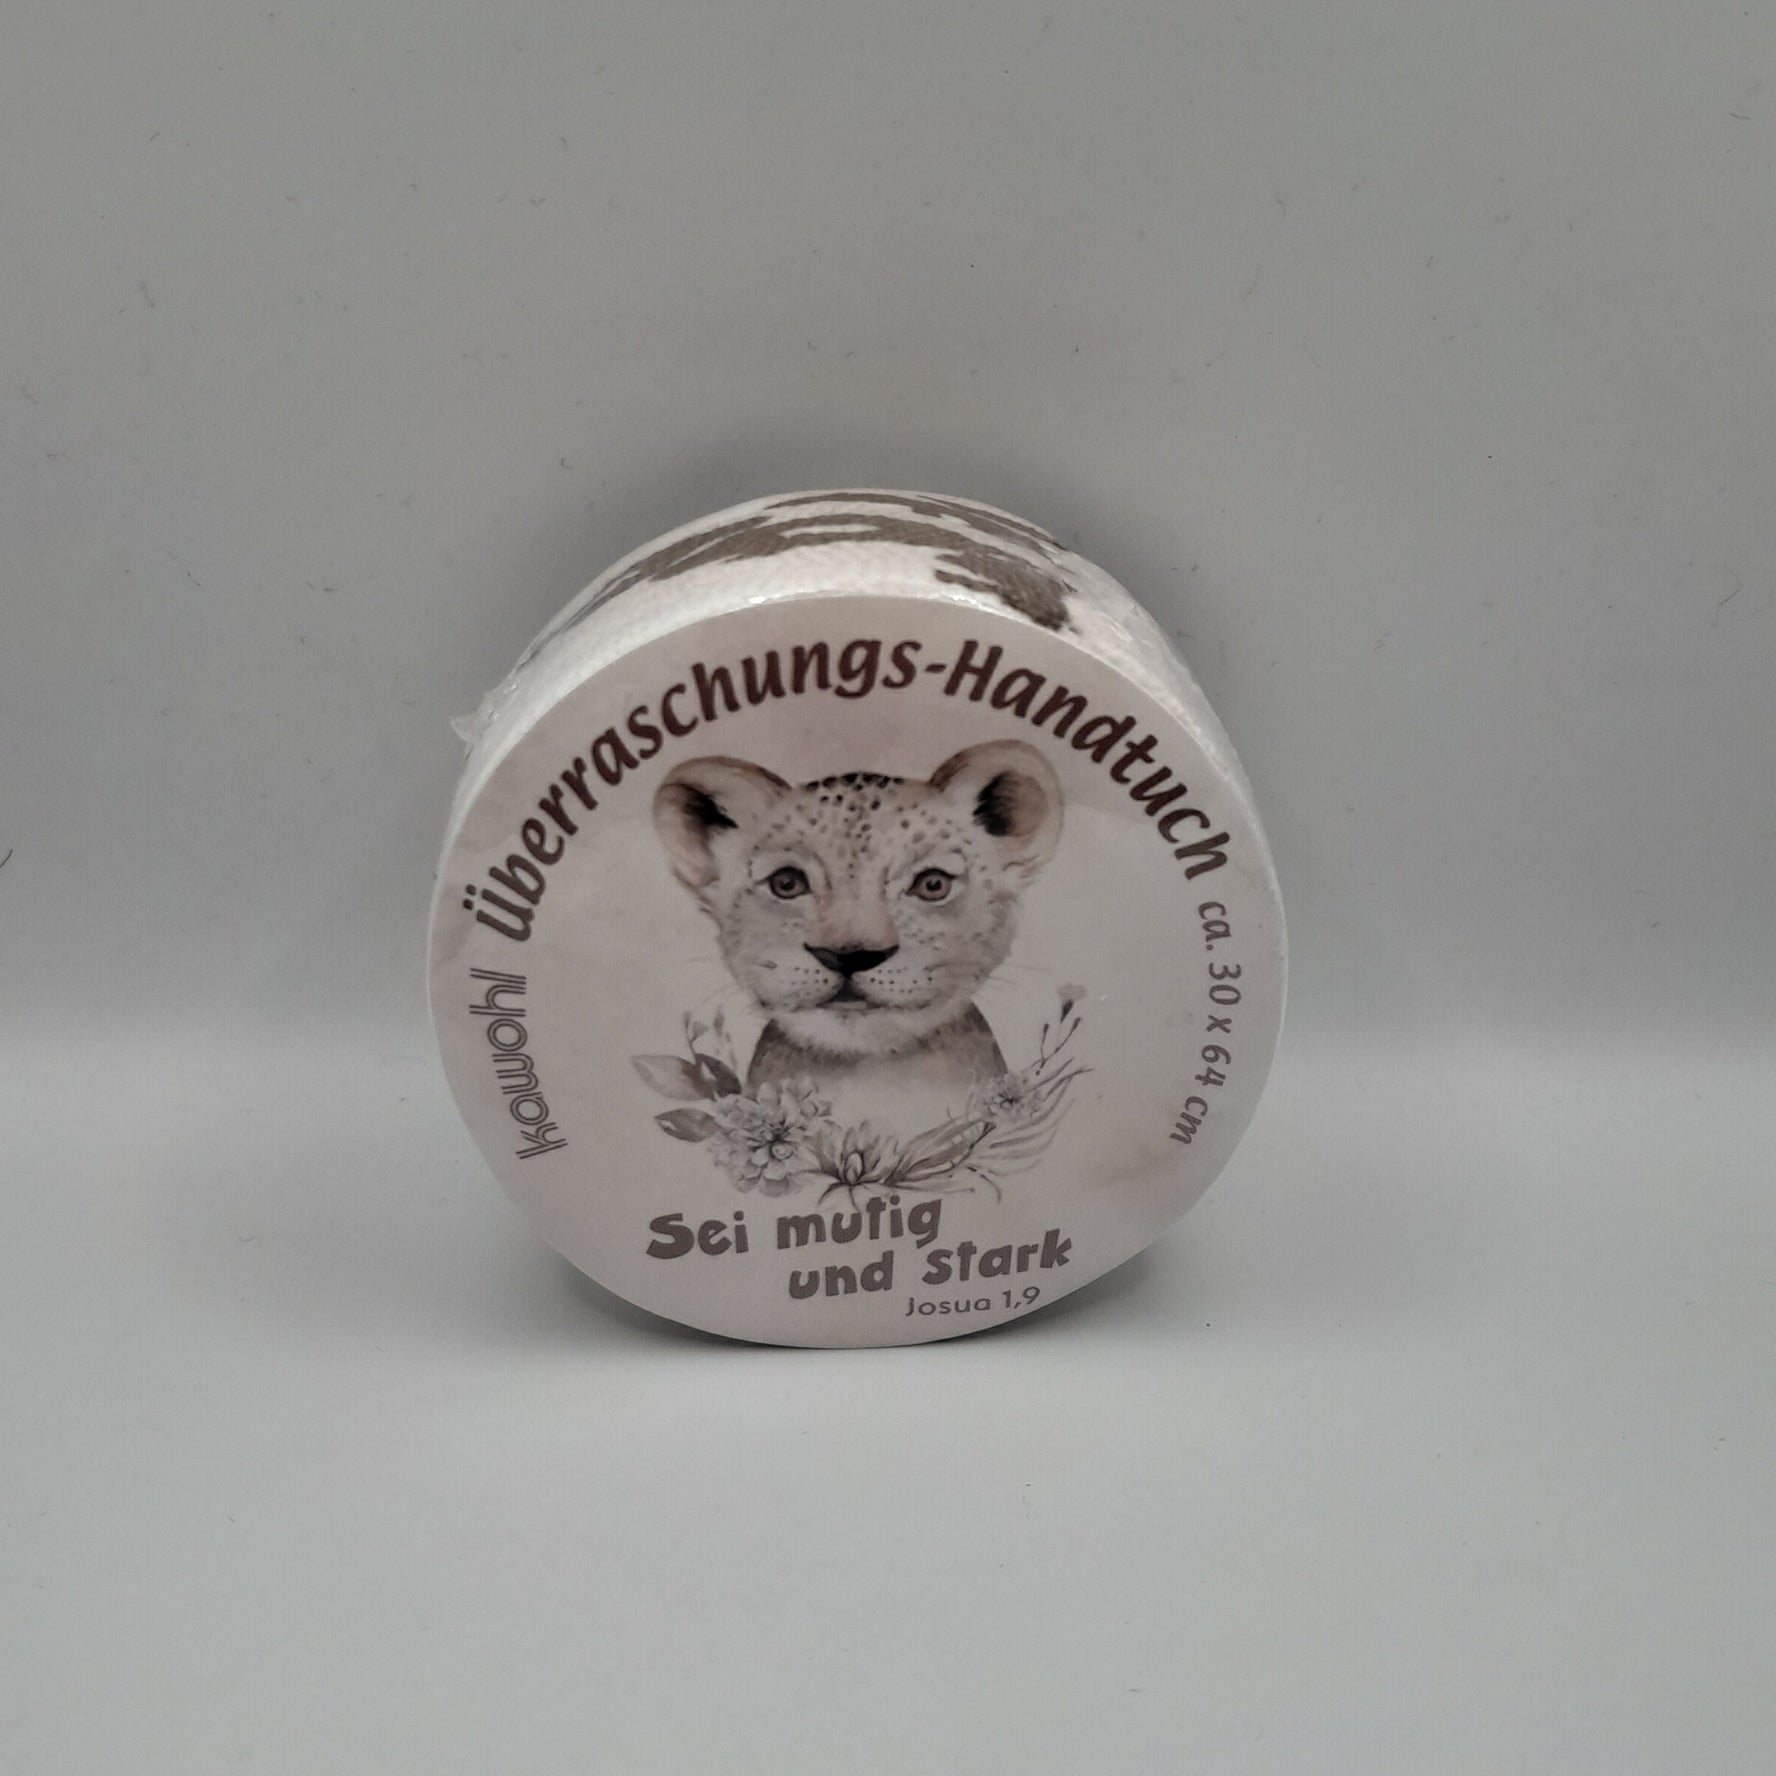 Überraschungs-Handtuch
ca. 30 x 64 cm
kawohl
Sei mutig
und stark
Josua 1,9